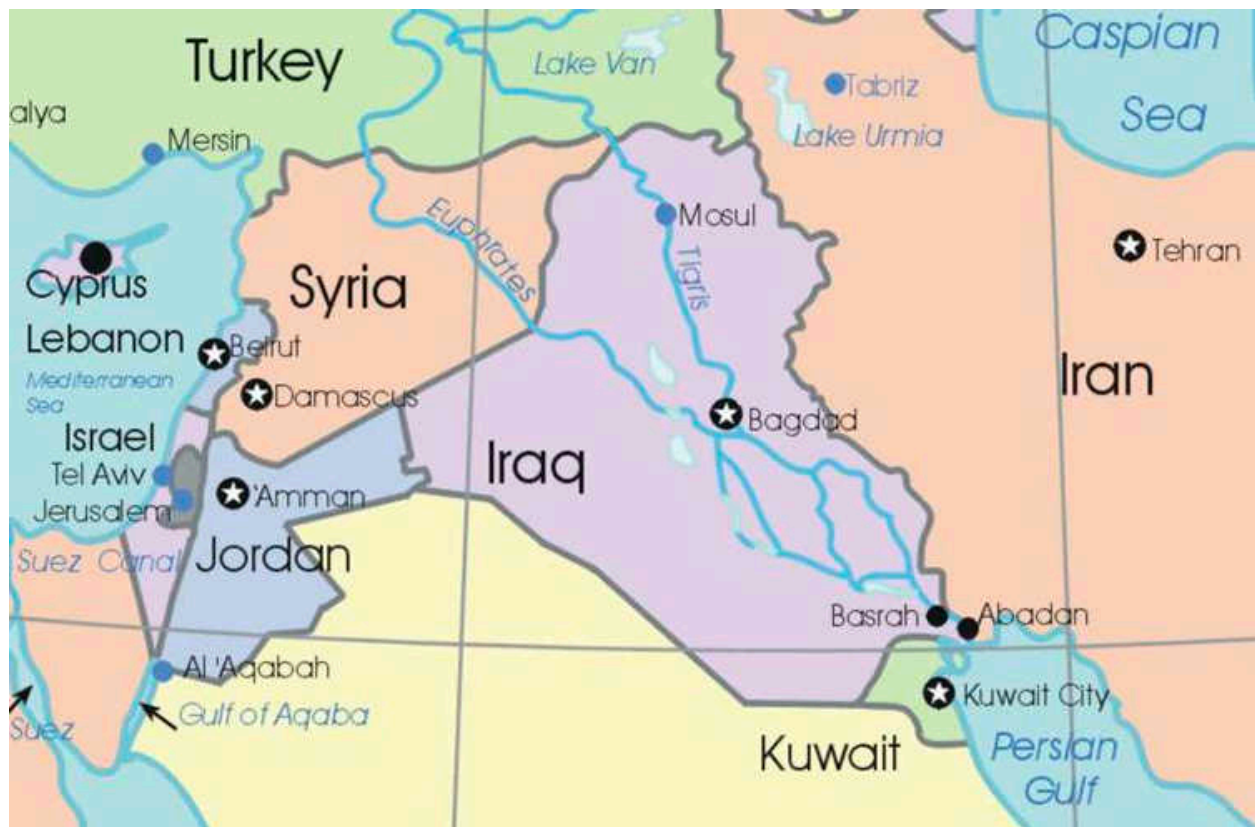 Caspian
Sea
Turkey
Lake Van
Tabriz
Lake Urmia
alya
Mersin
Mosul
Euphrates
Tigris
Tehran
Cyprus
Syria
Lebanon
Beirut
Mediterranean
Sea
Damascus
Iran
Bagdad
Israel
Iraq
Tel Aviv
Jerusalem
'Amman
Suez Canal
Jordan
Basrah
Abadan
Al 'Aqabah
Kuwait City
Gulf of Aqaba
Suez
Kuwait
Persian
Gulf